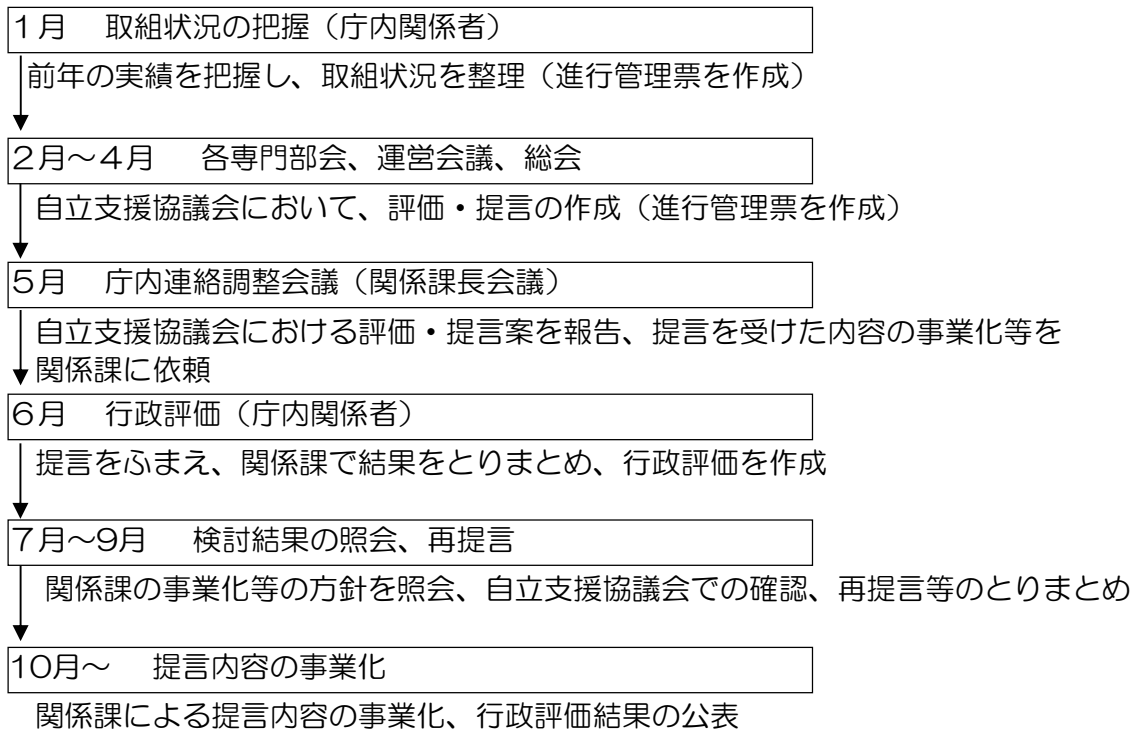 １月　取組状況の把握（庁内関係者）
前年の実績を把握し、取組状況を整理（進行管理票を作成）
２月～４月　各専門部会、運営会議、総会
自立支援協議会において、評価・提言の作成（進行管理票を作成）
５月　庁内連絡調整会議（関係課長会議）
自立支援協議会における評価・提言案を報告、提言を受けた内容の事業化等を
関係課に依頼
６月　行政評価（庁内関係者）
提言をふまえ、関係課で結果をとりまとめ、行政評価を作成
７月～9月　検討結果の照会、再提言
関係課の事業化等の方針を照会、自立支援協議会での確認、再提言等のとりまとめ
10月～　提言内容の事業化
関係課による提言内容の事業化、行政評価結果の公表